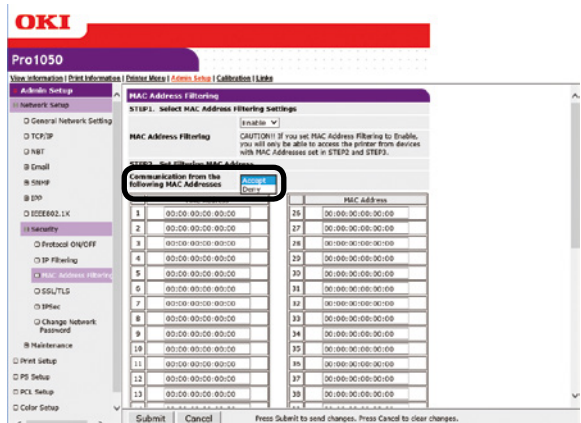 OKI
Pro1050
View Information | Print Information | Printer Menu | Admin Setup | Calibration | Links
Admin Setup
Network Setup
General Network Setting
TCP/IP
NBT
Email
SNMP
IPP
IEEE802.1X
Security
Protocol ON/OFF
IP Filtering
MAC Address Filtering
SSL/TLS
IPSec
Change Network
Password
Maintenance
Print Setup
PS Setup
PCL Setup
Color Setup
MAC Address Filtering
STEP1. Select MAC Address Filtering Settings
Enable
MAC Address Filtering
CAUTION!! If you set MAC Address Filtering to Enable,
you will only be able to access the printer from devices
with MAC Addresses set in STEP2 and STEP3.
STEP2. Set Filtering MAC Address
Communication from the
following MAC Addresses
Accept
Deny
MAC Address
1 00:00:00:00:00:00 26 00:00:00:00:00:00
2 00:00:00:00:00:00 27 00:00:00:00:00:00
3 00:00:00:00:00:00 28 00:00:00:00:00:00
4 00:00:00:00:00:00 29 00:00:00:00:00:00
5 00:00:00:00:00:00 30 00:00:00:00:00:00
6 00:00:00:00:00:00 31 00:00:00:00:00:00
7 00:00:00:00:00:00 32 00:00:00:00:00:00
8 00:00:00:00:00:00 33 00:00:00:00:00:00
9 00:00:00:00:00:00 34 00:00:00:00:00:00
10 00:00:00:00:00:00 35 00:00:00:00:00:00
11 00:00:00:00:00:00 36 00:00:00:00:00:00
12 00:00:00:00:00:00 37 00:00:00:00:00:00
13 00:00:00:00:00:00 38 00:00:00:00:00:00
Submit Cancel Press Submit to send changes. Press Cancel to clear changes.